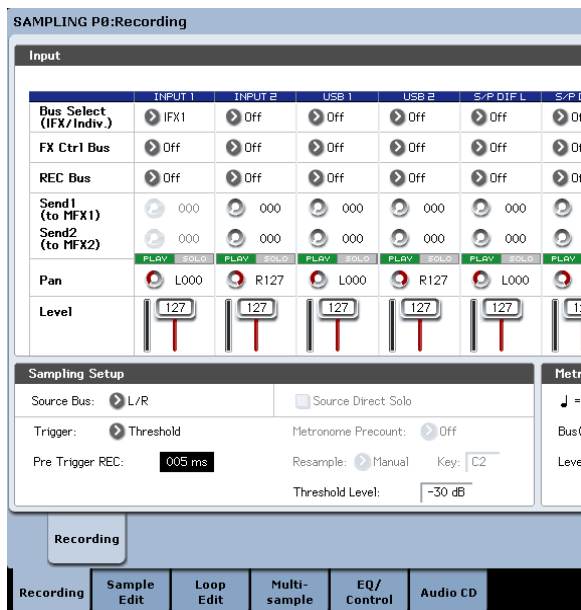 SAMPLING P0:Recording
Input
INPUT 1 INPUT 2 USB 1 USB 2 S/P DIF L S/P D
Bus Select (IFX/Indiv.) IFX1 Off Off Off Off
FX Ctrl Bus Off Off Off Off Off
REC Bus Off Off Off Off Off
Send1 (to MFX1) 000 000 000 000 000
Send2 (to MFX2) 000 000 000 000 000
PLAY SOLO PLAY SOLO PLAY SOLO PLAY SOLO PLAY SOLO PLAY
Pan L000 R127 L000 R127 L000
Level 127 127 127 127 127
Sampling Setup
Source Bus: L/R Source Direct Solo
Trigger: Threshold Metronome Precount: Off
Pre Trigger REC: 005 ms Resample: Manual Key: C2
Threshold Level: -30 dB
Metr
♩ =
Bus(
Leve
Recording
Recording Sample Edit Loop Edit Multi-sample EQ/Control Audio CD